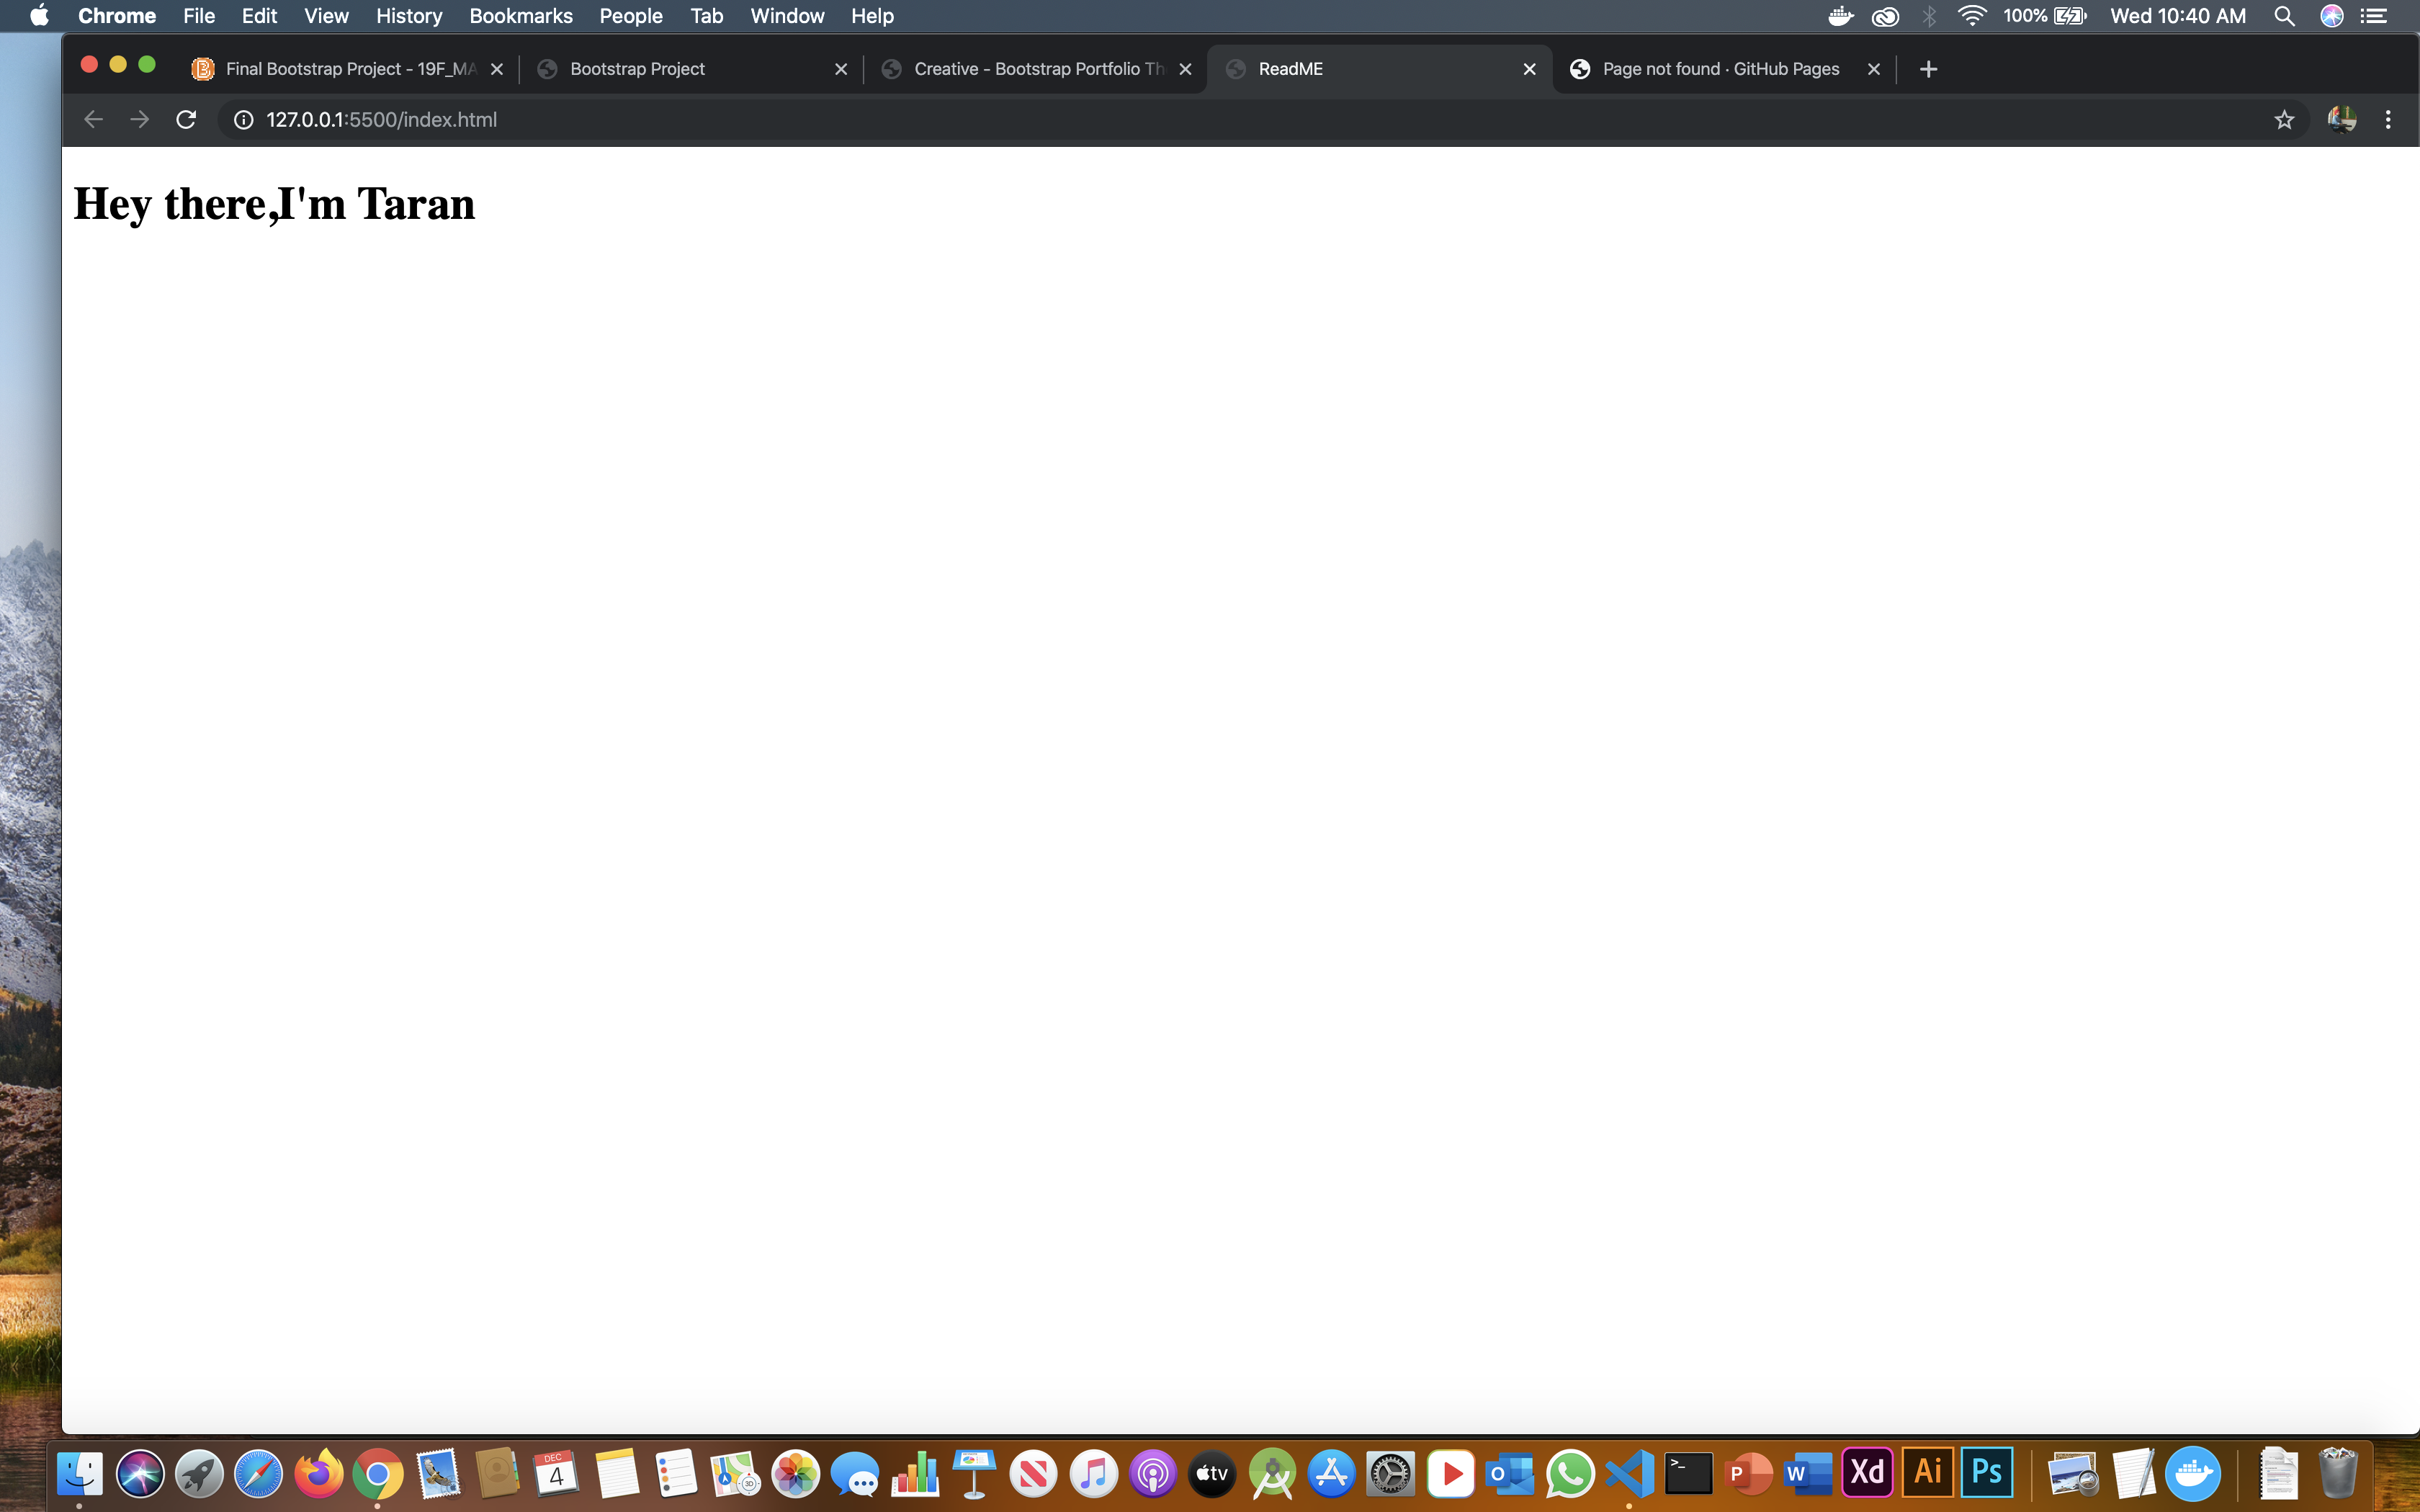 Chrome File Edit View History Bookmarks People Tab Window Help 100% Wed 10:40 AM
Final Bootstrap Project - 19F_MA Bootstrap Project Creative - Bootstrap Portfolio Th ReadME Page not found · GitHub Pages
127.0.0.1:5500/index.html
Hey there,I'm Taran
DEC
4
3D
tv
O
>_
P
W
Xd
Ai
Ps